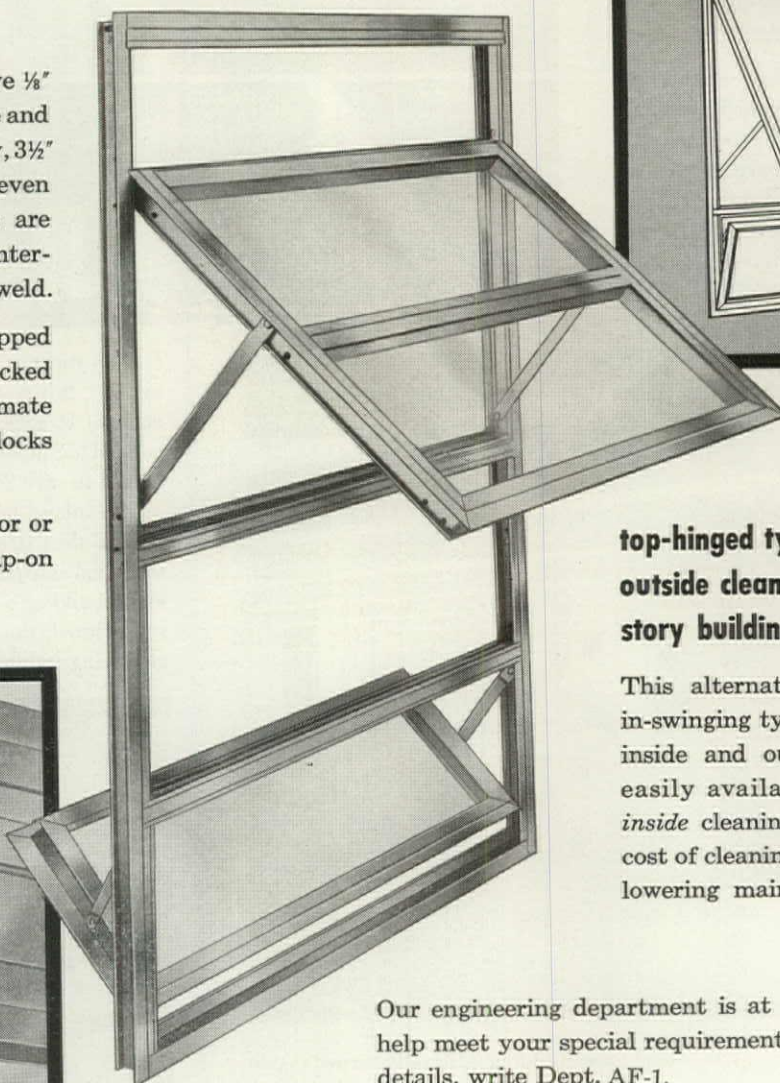 e ⅛"
and
, 3½"
even
are
nter-
weld.
pped
cked
mate
locks
or or
p-on
top-hinged ty
outside clean
story buildin
This alternat
in-swinging ty
inside and ou
easily availa
inside cleanin
cost of cleanin
lowering main
Our engineering department is at
help meet your special requirement
details, write Dept. AF-1.